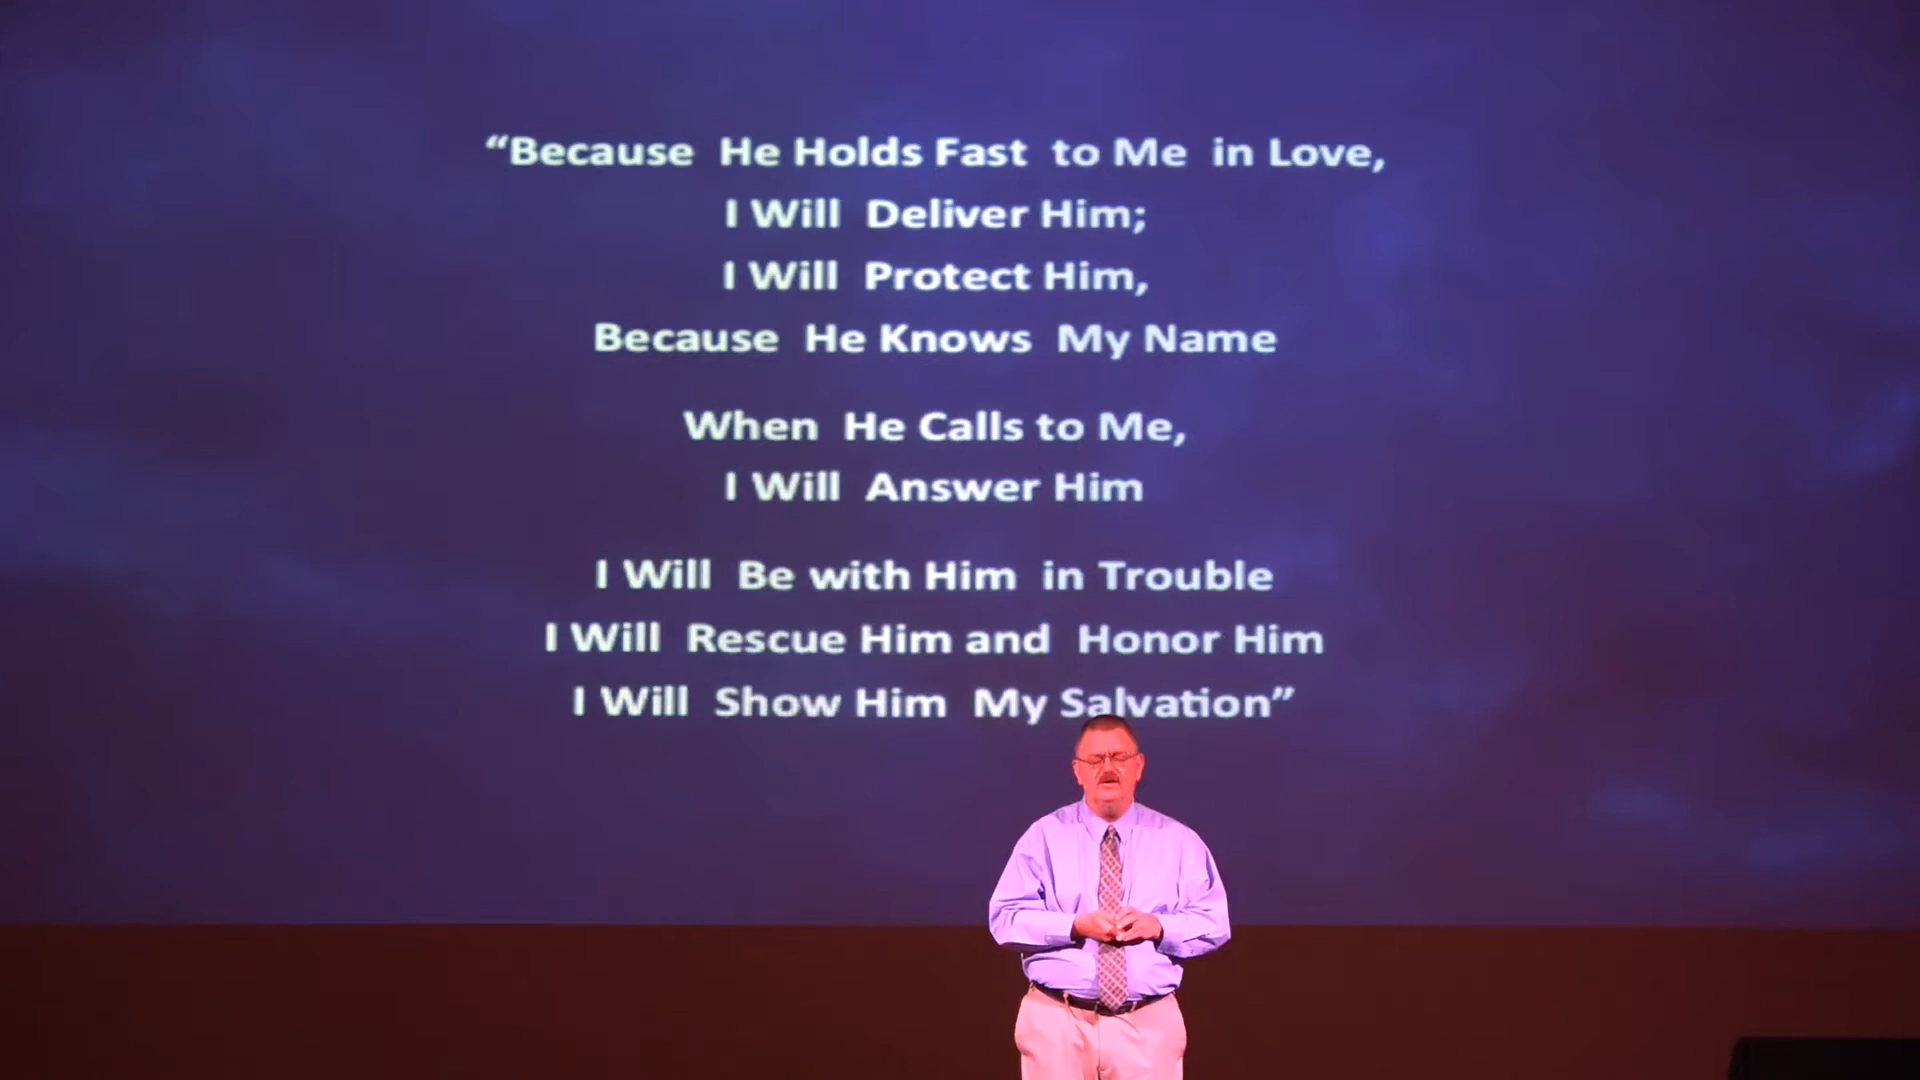 “Because He Holds Fast to Me in Love,
I Will Deliver Him;
I Will Protect Him,
Because He Knows My Name
When He Calls to Me,
I Will Answer Him
I Will Be with Him in Trouble
I Will Rescue Him and Honor Him
I Will Show Him My Salvation”